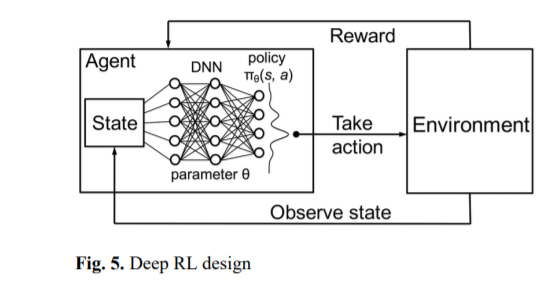 Reward
Agent
DNN
policy
πθ(s, a)
State
Take
action
Environment
parameter θ
Observe state
Fig. 5. Deep RL design